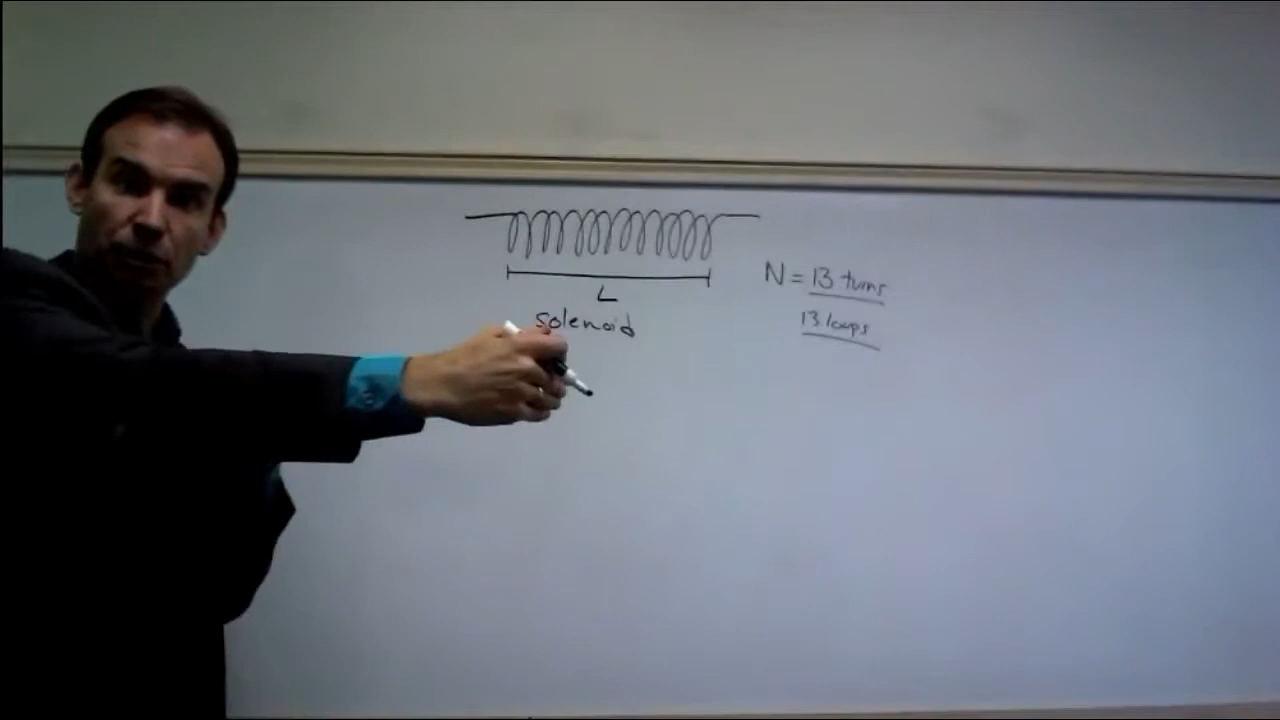 L
solenoid
N = 13 turns
13 loops